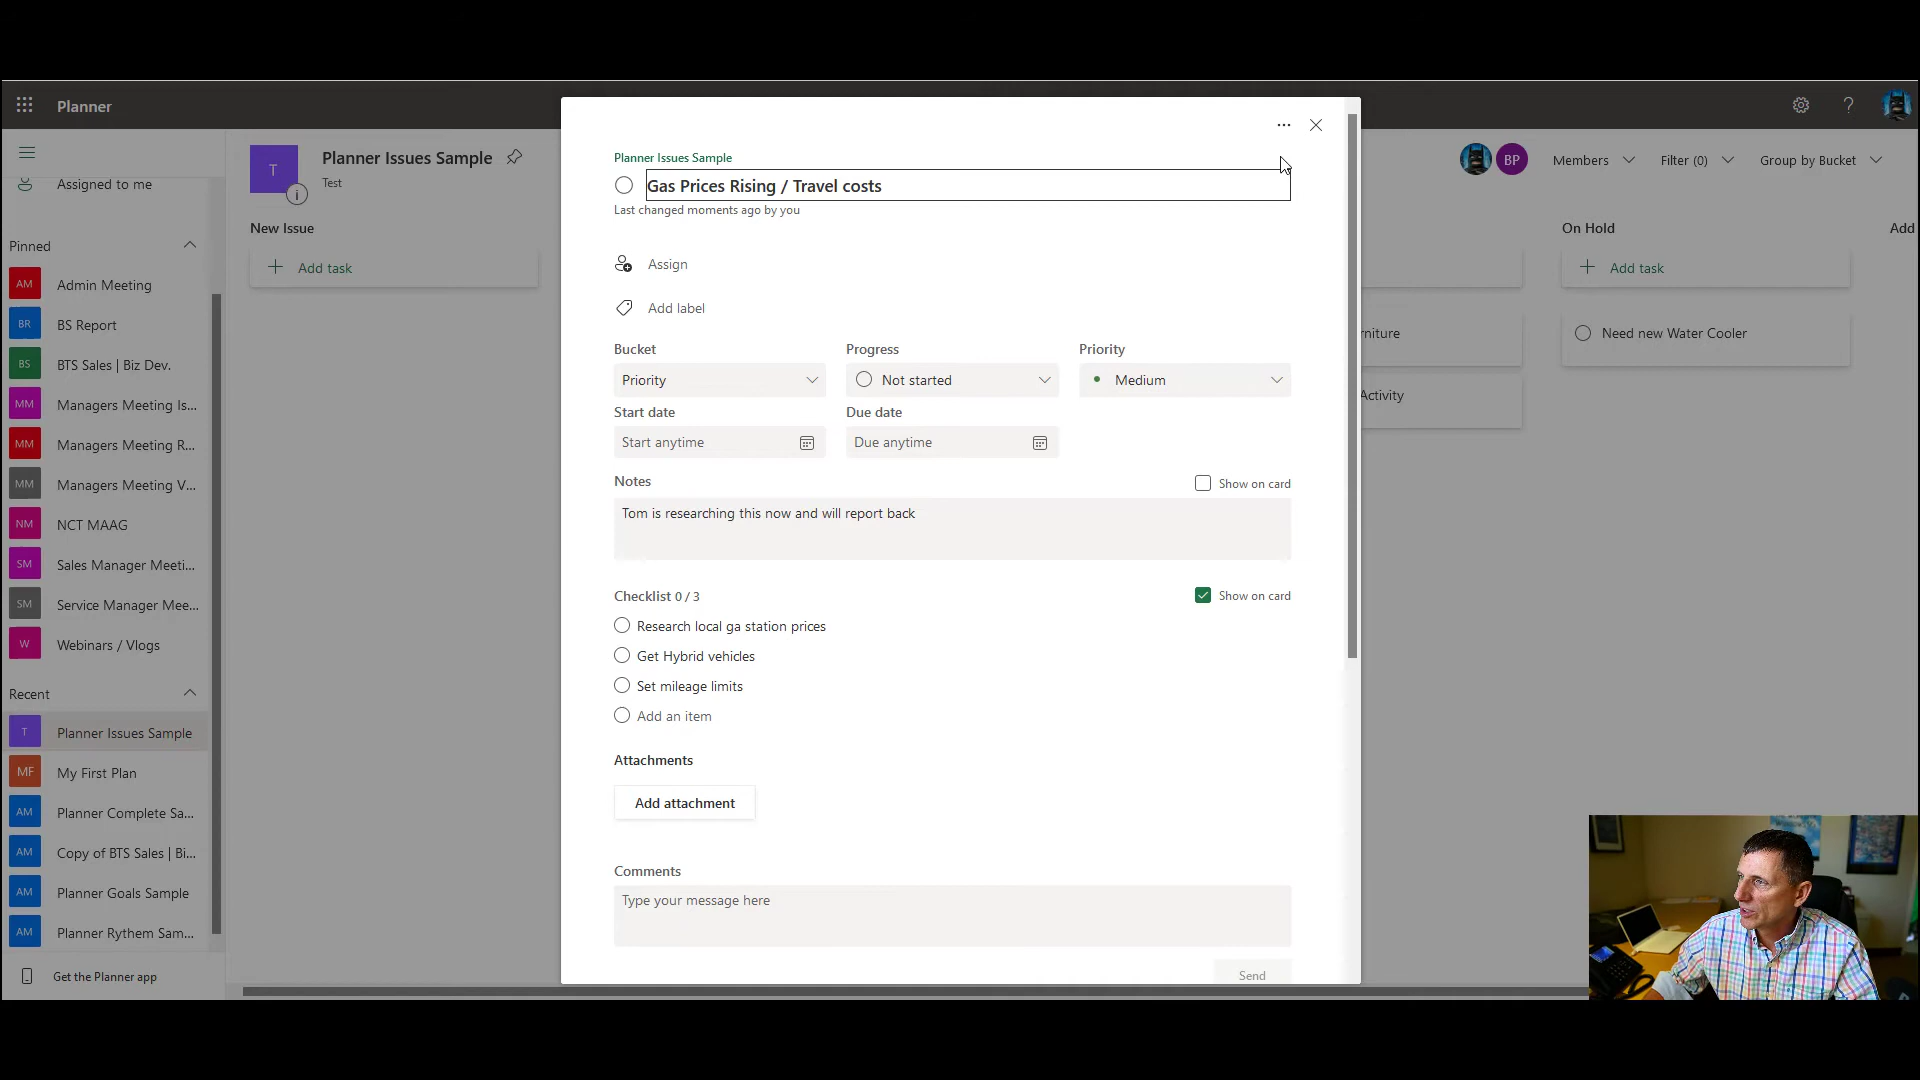 Planner
?
Assigned to me
Pinned
AM Admin Meeting
BR BS Report
BS BTS Sales | Biz Dev.
MM Managers Meeting Is...
MM Managers Meeting R...
MM Managers Meeting V...
NM NCT MAAG
SM Sales Manager Meeti...
SM Service Manager Mee...
W Webinars / Vlogs
Recent
T Planner Issues Sample
MF My First Plan
AM Planner Complete Sa...
AM Copy of BTS Sales | Bi...
AM Planner Goals Sample
AM Planner Rythem Sam...
Get the Planner app
T
Planner Issues Sample
Test
BP
Members
Filter (0)
Group by Bucket
New Issue
Add task
Planner Issues Sample
Gas Prices Rising / Travel costs
Last changed moments ago by you
Assign
Add label
Bucket
Progress
Priority
Priority
Not started
Medium
Start date
Due date
Start anytime
Due anytime
Notes
Show on card
Tom is researching this now and will report back
Checklist 0 / 3
Show on card
Research local ga station prices
Get Hybrid vehicles
Set mileage limits
Add an item
Attachments
Add attachment
Comments
Type your message here
Send
rniture
Activity
On Hold
Add task
Need new Water Cooler
Add